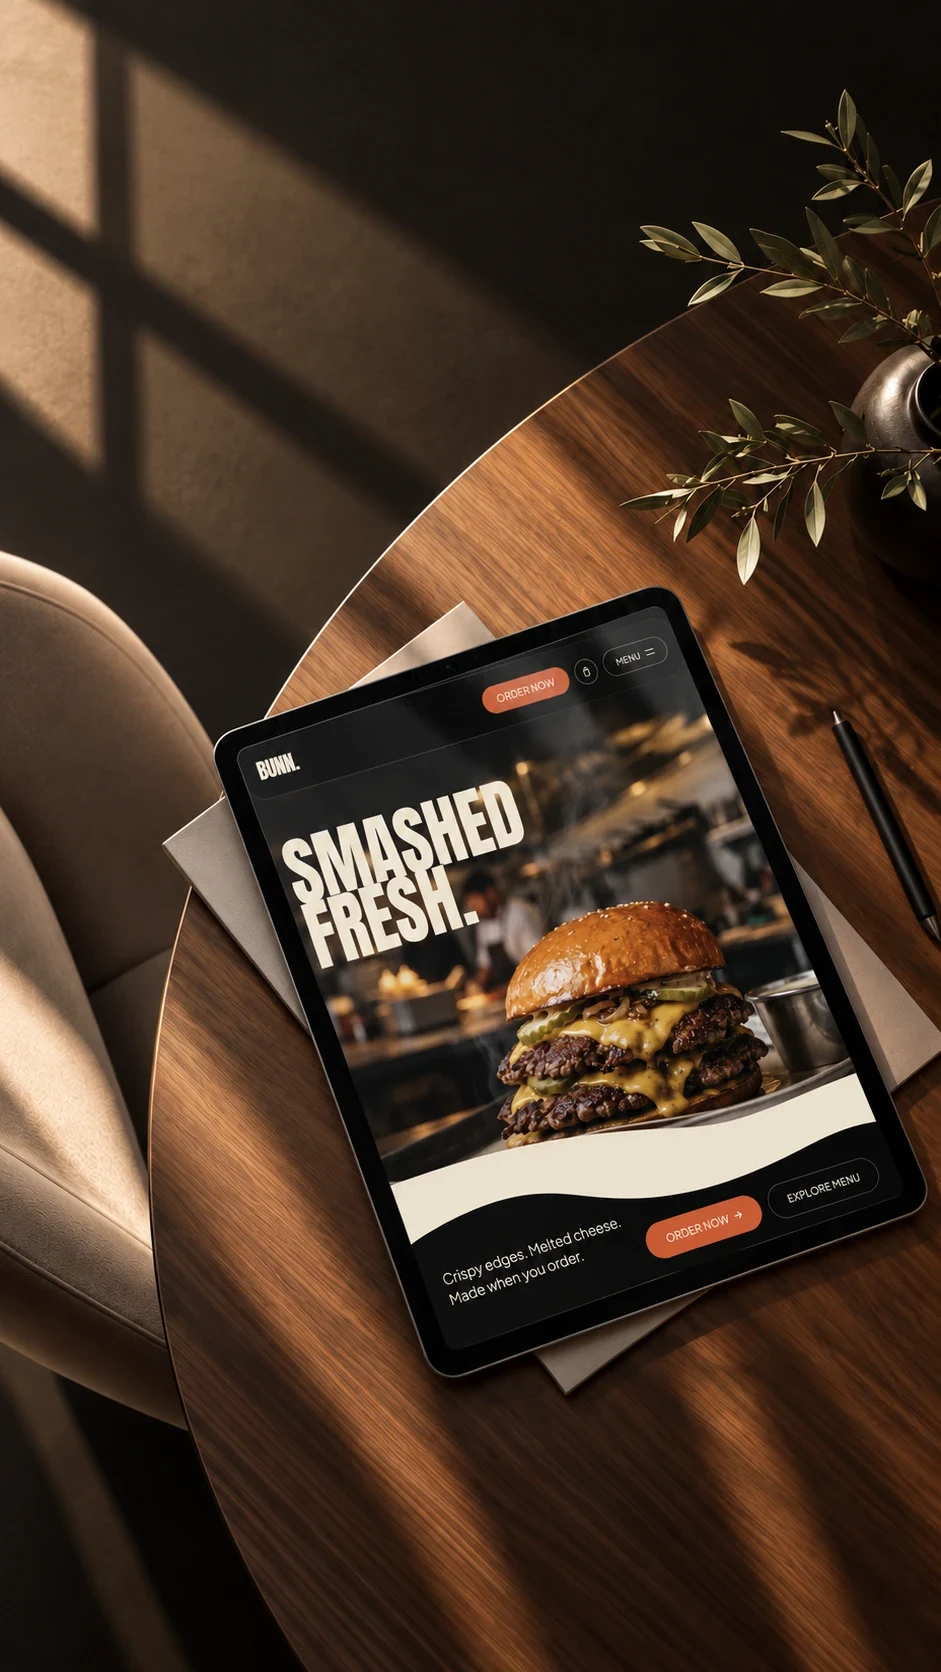 BUNN.
ORDER NOW
MENU
SMASHED
FRESH.
Crispy edges. Melted cheese.
Made when you order.
ORDER NOW →
EXPLORE MENU